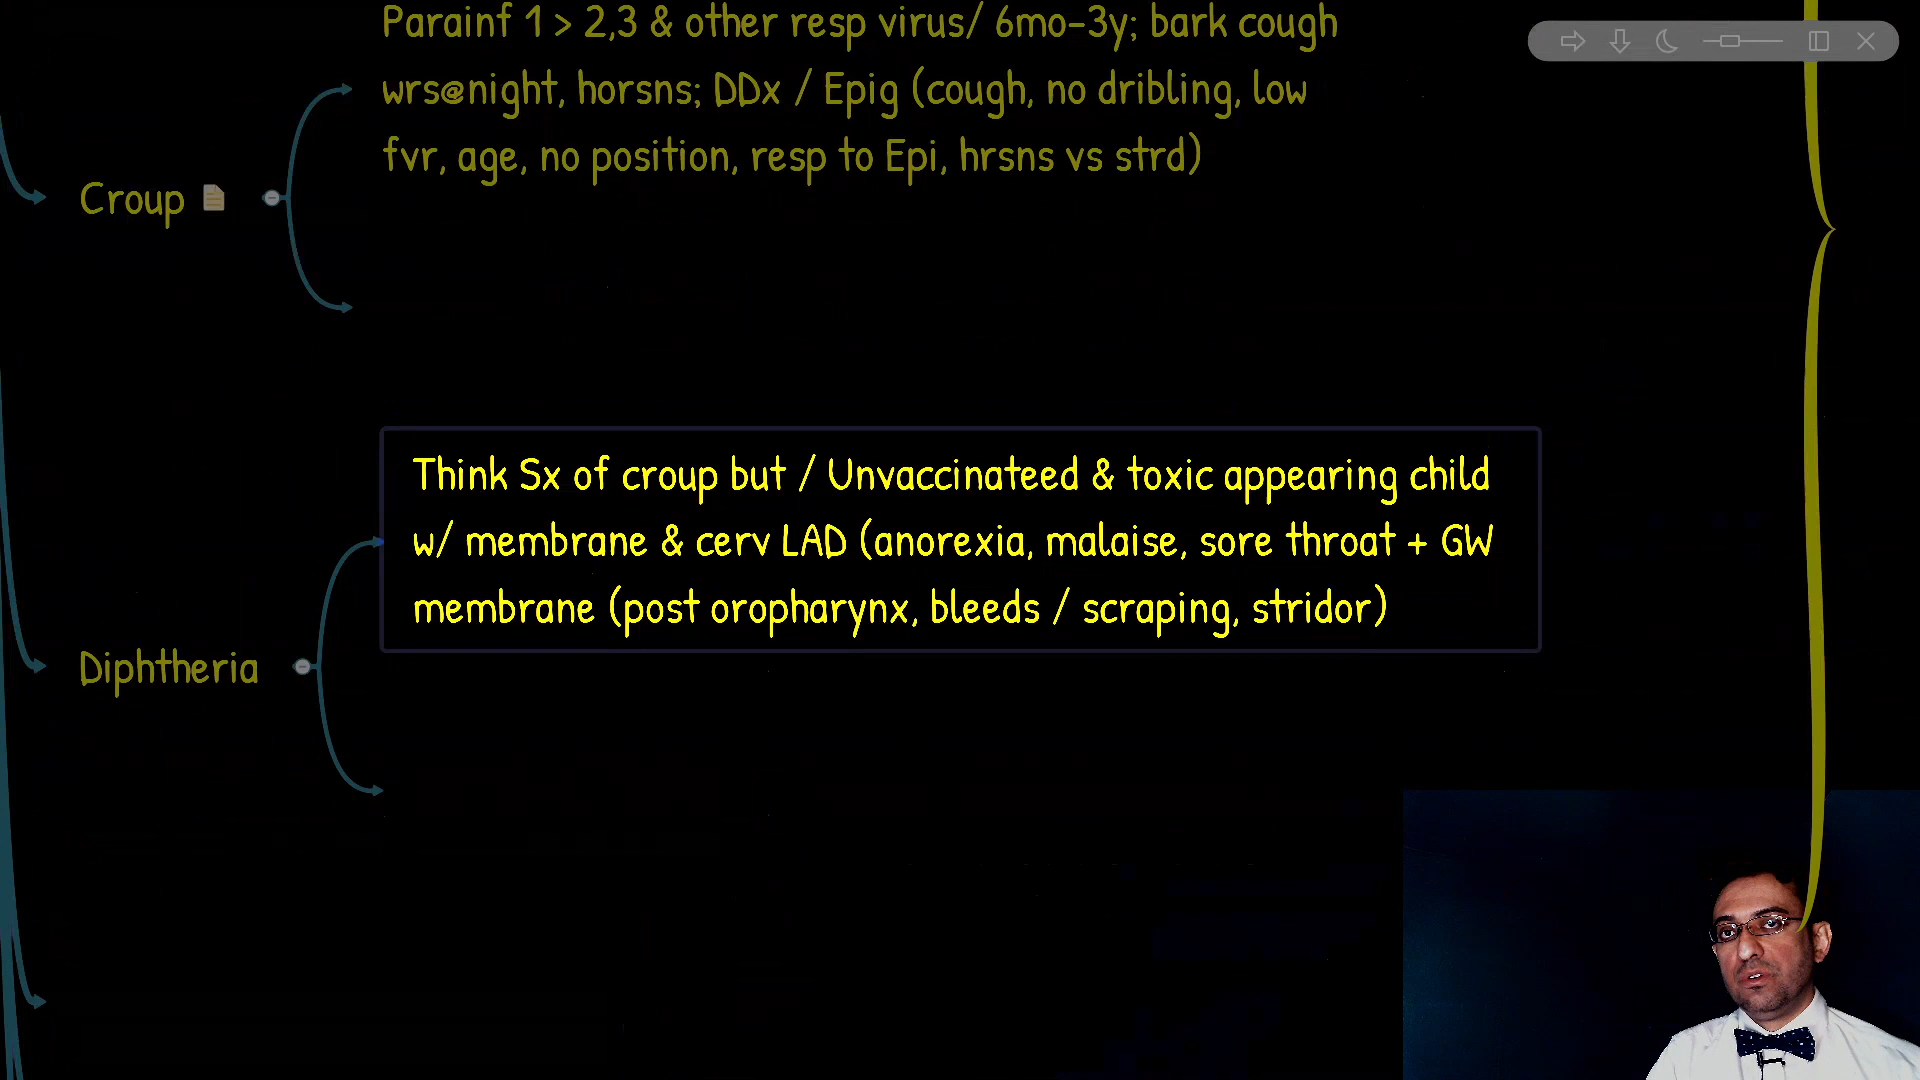 Parainf 1 > 2,3 & other resp virus/ 6mo-3y; bark cough
wrs@night, horsns; DDx / Epig (cough, no dribling, low
fvr, age, no position, resp to Epi, hrsns vs strd)
Croup
Think Sx of croup but / Unvaccinateed & toxic appearing child
w/ membrane & cerv LAD (anorexia, malaise, sore throat + GW
membrane (post oropharynx, bleeds / scraping, stridor)
Diphtheria